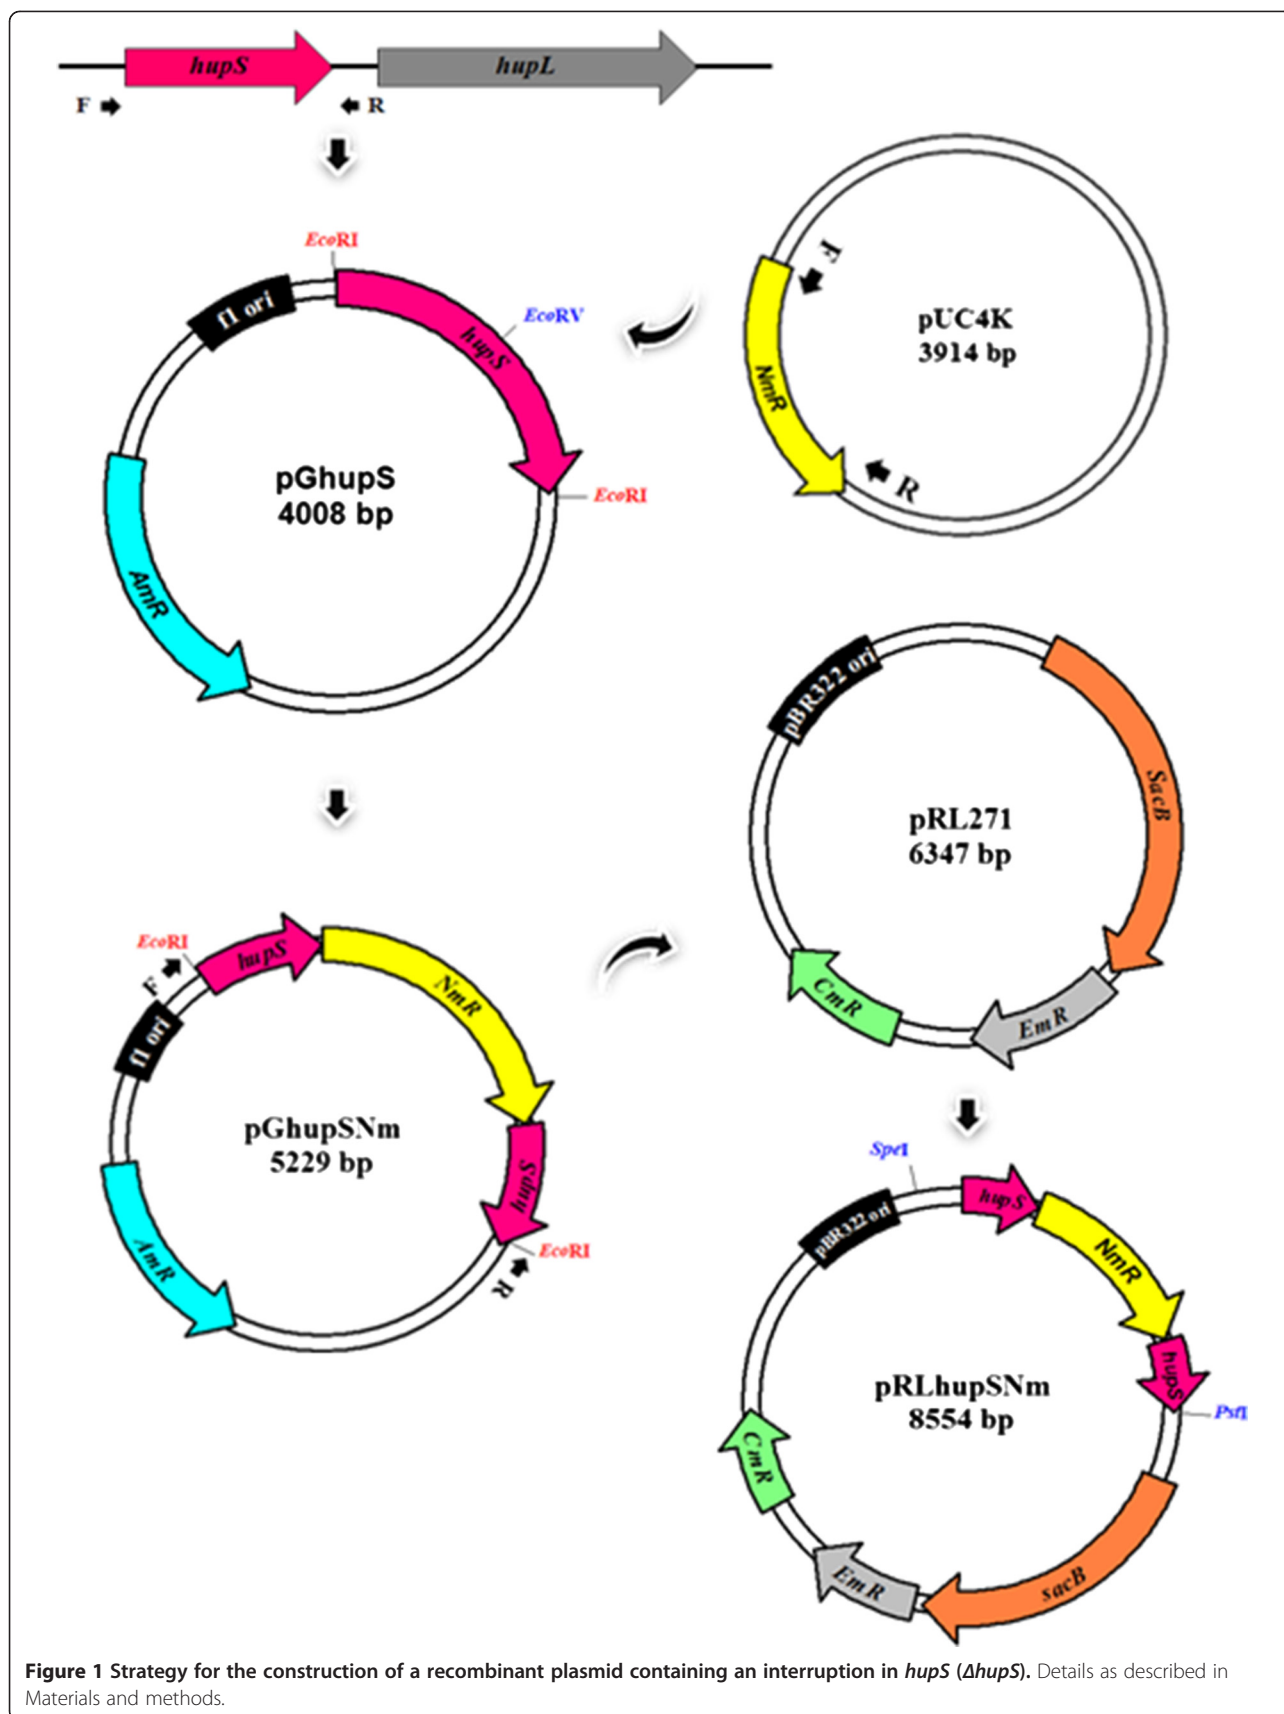 hupS
hupL
F
R
EcoRI
f1 ori
hupS
EcoRV
EcoRI
AmR
pGhupS
4008 bp
F
NmR
R
pUC4K
3914 bp
pBR322 ori
SacB
EmR
CmR
pRL271
6347 bp
EcoRI
F
f1 ori
hupS
NmR
hupS
EcoRI
R
AmR
pGhupSNm
5229 bp
SpeI
pBR322 ori
hupS
NmR
hupS
PstI
sacB
EmR
CmR
pRLhupSNm
8554 bp
Figure 1 Strategy for the construction of a recombinant plasmid containing an interruption in hupS (ΔhupS). Details as described in
Materials and methods.